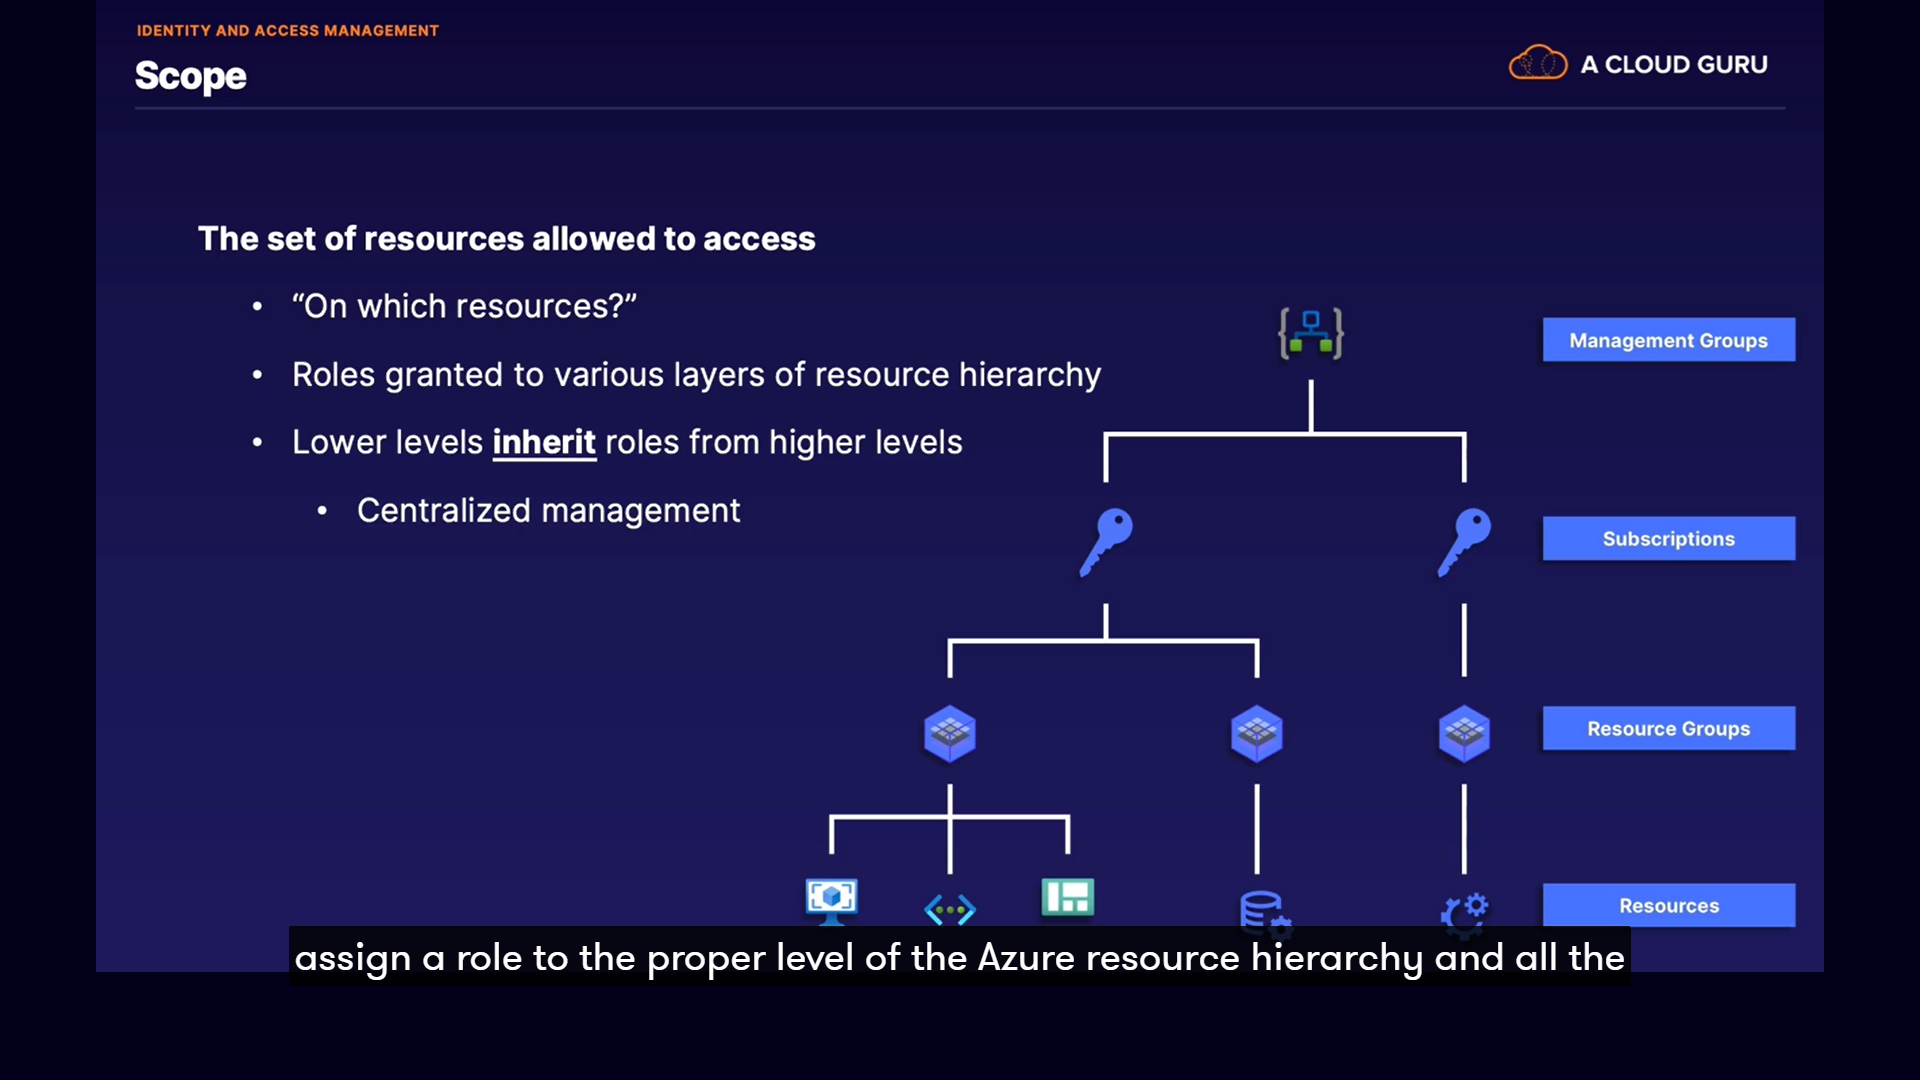 IDENTITY AND ACCESS MANAGEMENT
Scope
A CLOUD GURU
The set of resources allowed to access
• “On which resources?”
• Roles granted to various layers of resource hierarchy
• Lower levels inherit roles from higher levels
• Centralized management
Management Groups
Subscriptions
Resource Groups
Resources
assign a role to the proper level of the Azure resource hierarchy and all the